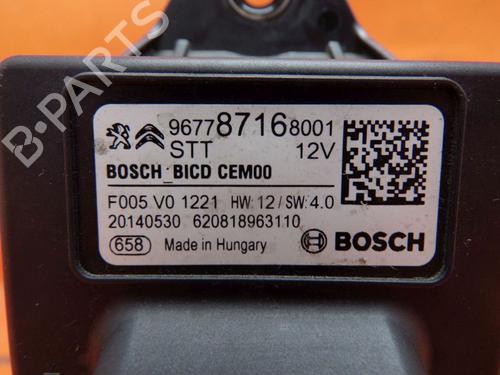 B-PARTS
96778716 8001
STT 12V
BOSCH BICD CEM00
F005 V0 1221 HW: 12 / SW: 4.0
20140530 620818963110
658 Made in Hungary BOSCH